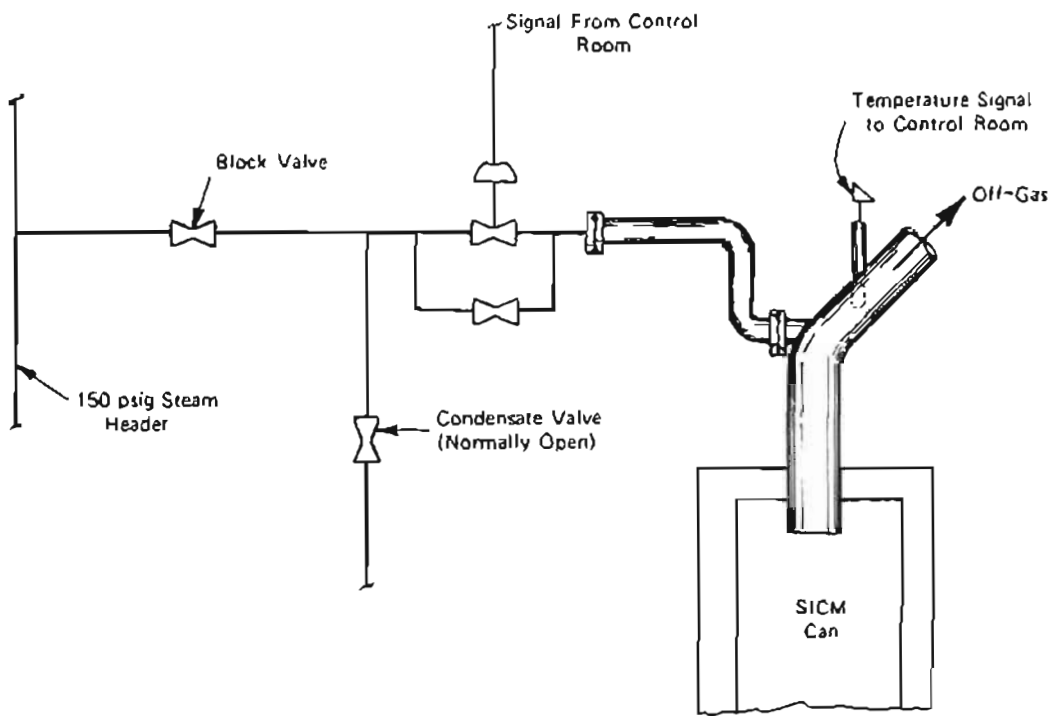 Signal From Control
Room
Temperature Signal
to Control Room
Block Valve
Off-Gas
150 psig Steam
Header
Condensate Valve
(Normally Open)
SICM
Can